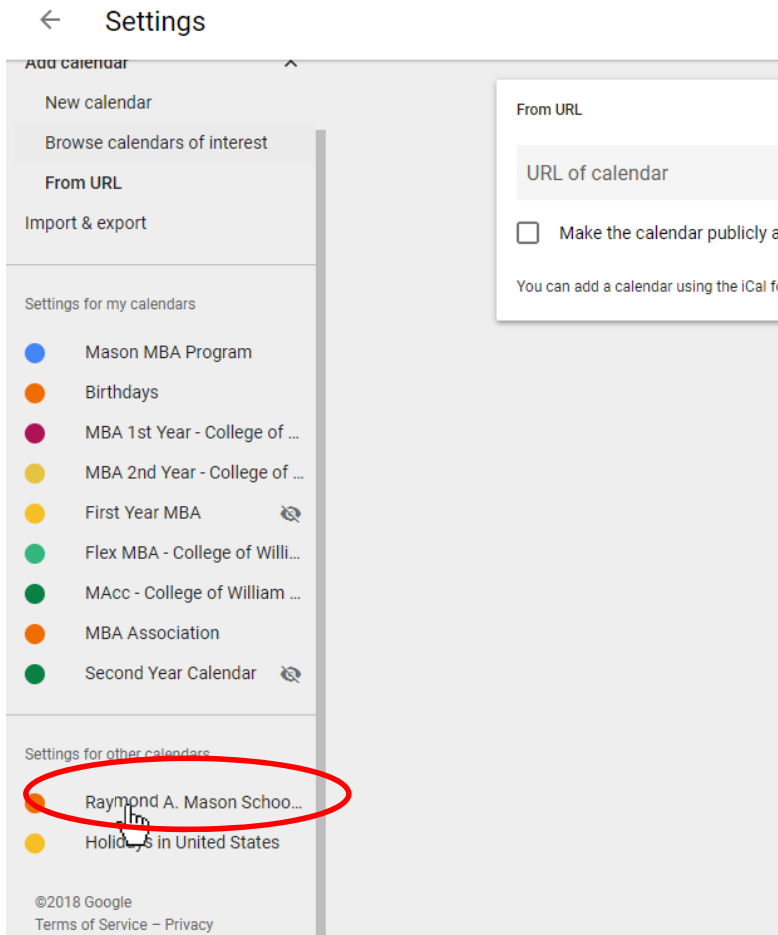 Settings
Add calendar
New calendar
Browse calendars of interest
From URL
Import & export
Settings for my calendars
Mason MBA Program
Birthdays
MBA 1st Year - College of ...
MBA 2nd Year - College of ...
First Year MBA
Flex MBA - College of Willi...
MAcc - College of William ...
MBA Association
Second Year Calendar
Settings for other calendars
Raymond A. Mason Schoo...
Holidays in United States
©2018 Google
Terms of Service – Privacy
From URL
URL of calendar
Make the calendar publicly a
You can add a calendar using the iCal fo